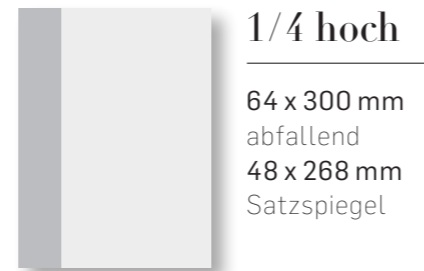 1/4 hoch
64 x 300 mm
abfallend
48 x 268 mm
Satzspiegel